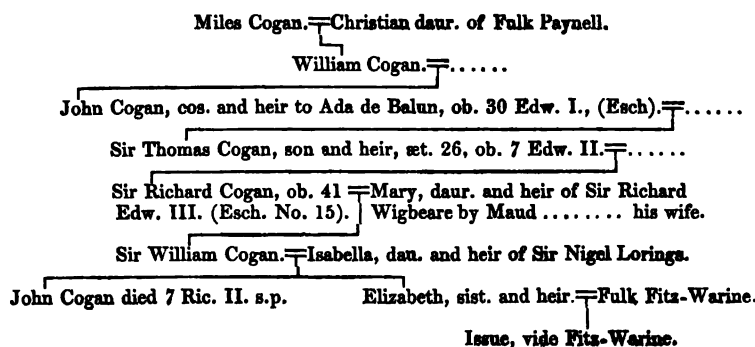 Miles Cogan.=Christian daur. of Fulk Paynell.
William Cogan.=......
John Cogan, cos. and heir to Ada de Balun, ob. 30 Edw. I., (Esch).=......
Sir Thomas Cogan, son and heir, æt. 26, ob. 7 Edw. II.=......
Sir Richard Cogan, ob. 41 =Mary, daur. and heir of Sir Richard
Edw. III. (Esch. No. 15). Wigbeare by Maud ........ his wife.
Sir William Cogan.=Isabella, dau. and heir of Sir Nigel Lorings.
John Cogan died 7 Ric. II. s.p. Elizabeth, sist. and heir.=Fulk Fitz-Warine.
Issue, vide Fitz-Warine.